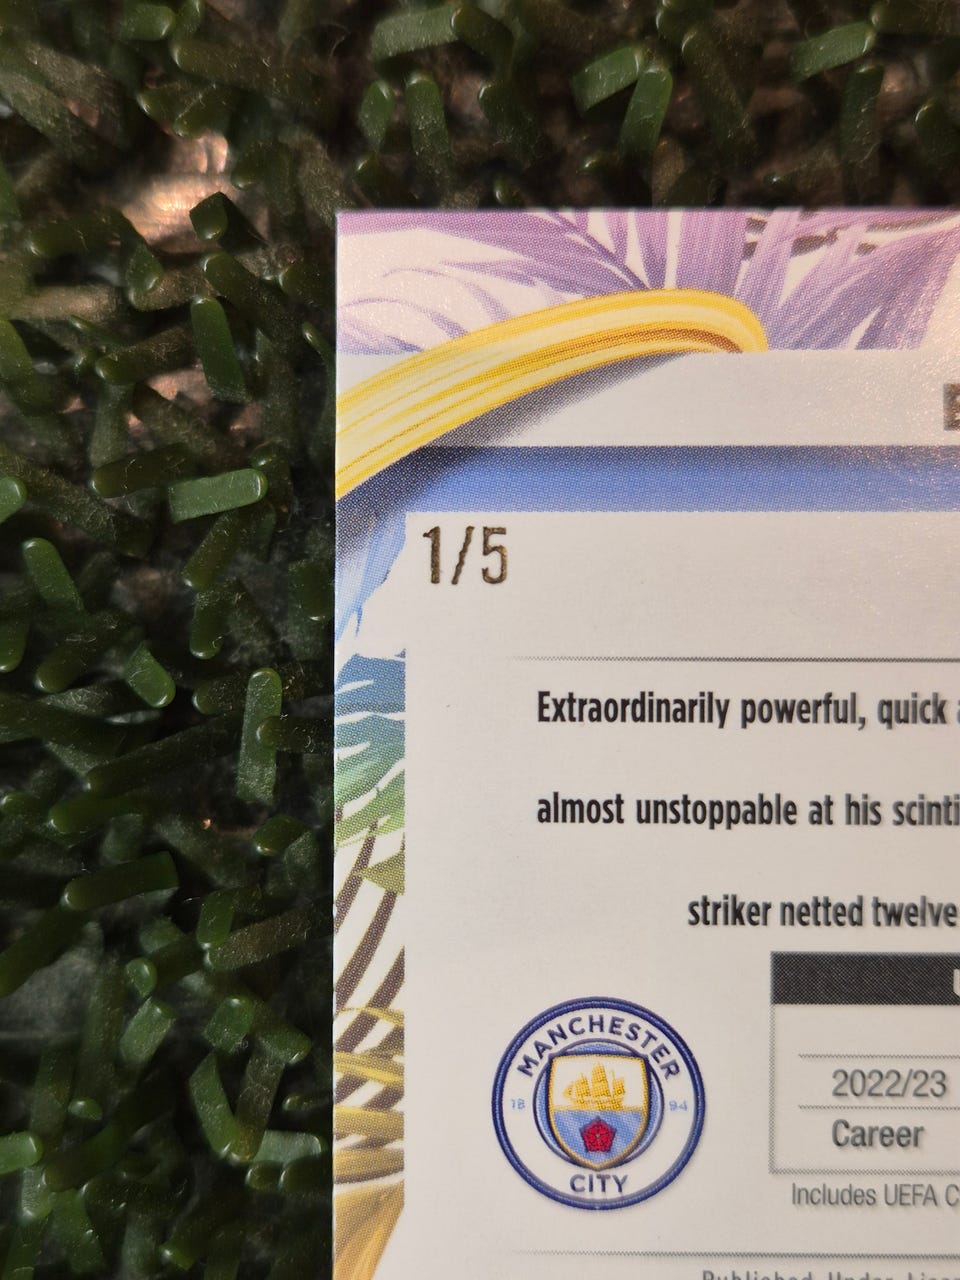 1/5
Extraordinarily powerful, quick
almost unstoppable at his
striker netted twelve
MANCHESTER
18 94
CITY
2022/23
Career
Includes UEFA